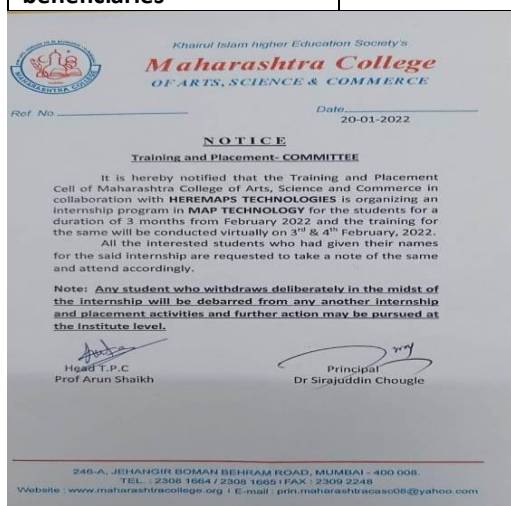 beneficiaries
Khairul Islam higher Education Society's
Maharashtra College
OF ARTS, SCIENCE & COMMERCE
MAHARASHTRA COLLEGE
Ref. No.
Date
20-01-2022
NOTICE
Training and Placement- COMMITTEE
It is hereby notified that the Training and Placement
Cell of Maharashtra College of Arts, Science and Commerce in
collaboration with HEREMAPS TECHNOLOGIES is organizing an
internship program in MAP TECHNOLOGY for the students for a
duration of 3 months from February 2022 and the training for
the same will be conducted virtually on 3rd & 4th February, 2022.
All the interested students who had given their names
for the said internship are requested to take a note of the same
and attend accordingly.
Note: Any student who withdraws deliberately in the midst of
the internship will be debarred from any another internship
and placement activities and further action may be pursued at
the Institute level.
Head T.P.C
Prof Arun Shaikh
Principal
Dr Sirajuddin Chougle
246-A, JEHANGIR BOMAN BEHRAM ROAD, MUMBAI - 400 008.
TEL. : 2308 1664 / 2308 1665 I FAX : 2309 2248
Website : www.maharashtracollege.org I E-mail : prin.maharashtracasc08@yahoo.com